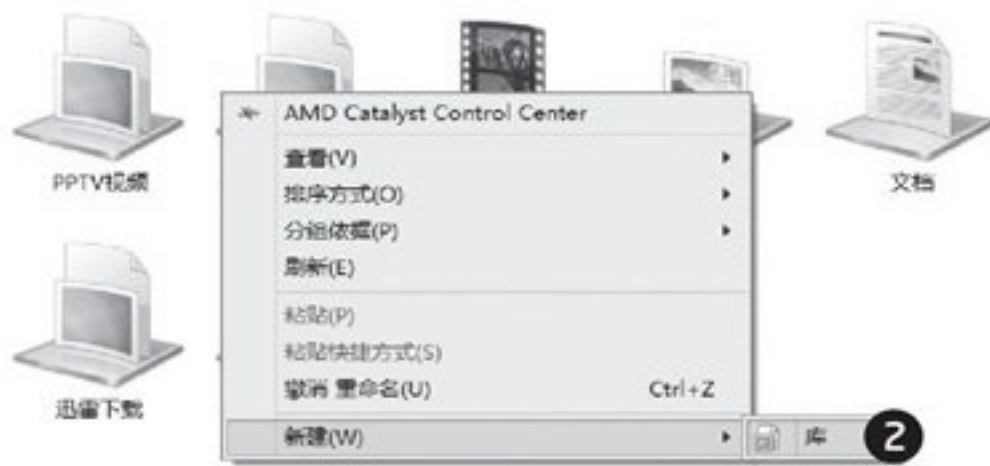 AMD Catalyst Control Center
查看(V)
排序方式(O)
分组依据(P)
刷新(E)
粘贴(P)
粘贴快捷方式(S)
撤消 重命名(U) Ctrl+Z
新建(W)
库
2
PPTV视频
文档
迅雷下载